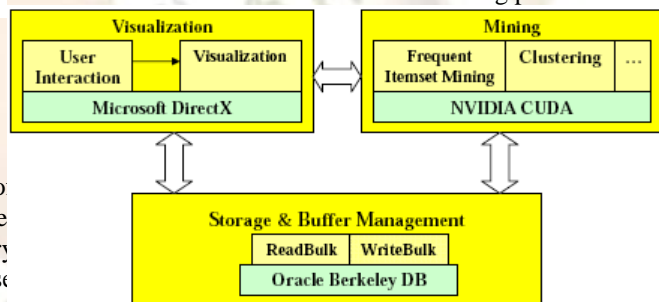 Visualization
User
Interaction
Visualization
Microsoft DirectX
Mining
Frequent
Itemset Mining
Clustering
...
NVIDIA CUDA
Storage & Buffer Management
ReadBulk
WriteBulk
Oracle Berkeley DB